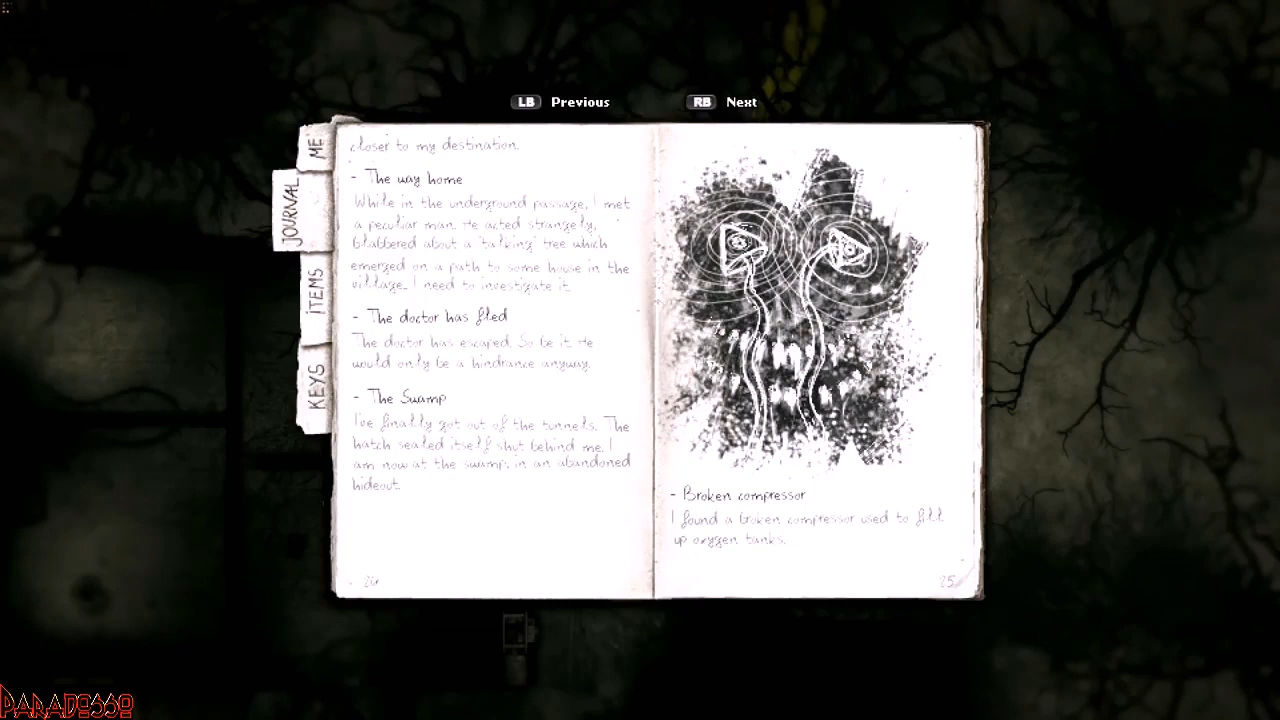 LB Previous RB Next
ME
JOURNAL
ITEMS
KEYS
closer to my destination.
- The way home
While in the underground passage, I met
a peculiar man. He acted strangely,
blabbered about a 'talking' tree which
emerged on a path to some house in the
village. I need to investigate it.
- The doctor has fled
The doctor has escaped. So be it. He
would only be a hindrance anyway.
- The Swamp
I've finally got out of the tunnels. The
hatch sealed itself shut behind me. I
am now at the swamp, in an abandoned
hideout.
- Broken compressor
I found a broken compressor used to fill
up oxygen tanks.
25
PARADOSSO